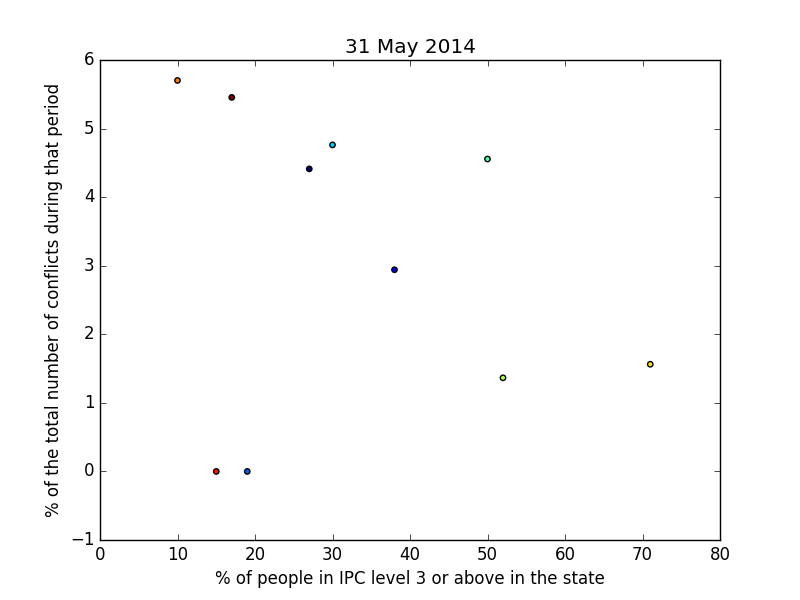 31 May 2014
6
5
4
3
2
1
0
−1
% of the total number of conflicts during that period
0 10 20 30 40 50 60 70 80
% of people in IPC level 3 or above in the state